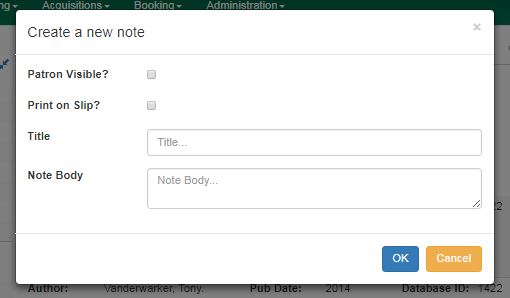 Acquisitions Booking Administration
Create a new note ×
Patron Visible?
Print on Slip?
Title Title...
Note Body Note Body...
OK Cancel
Author: Vanderwarker, Tony. Pub Date: 2014 Database ID: 1422